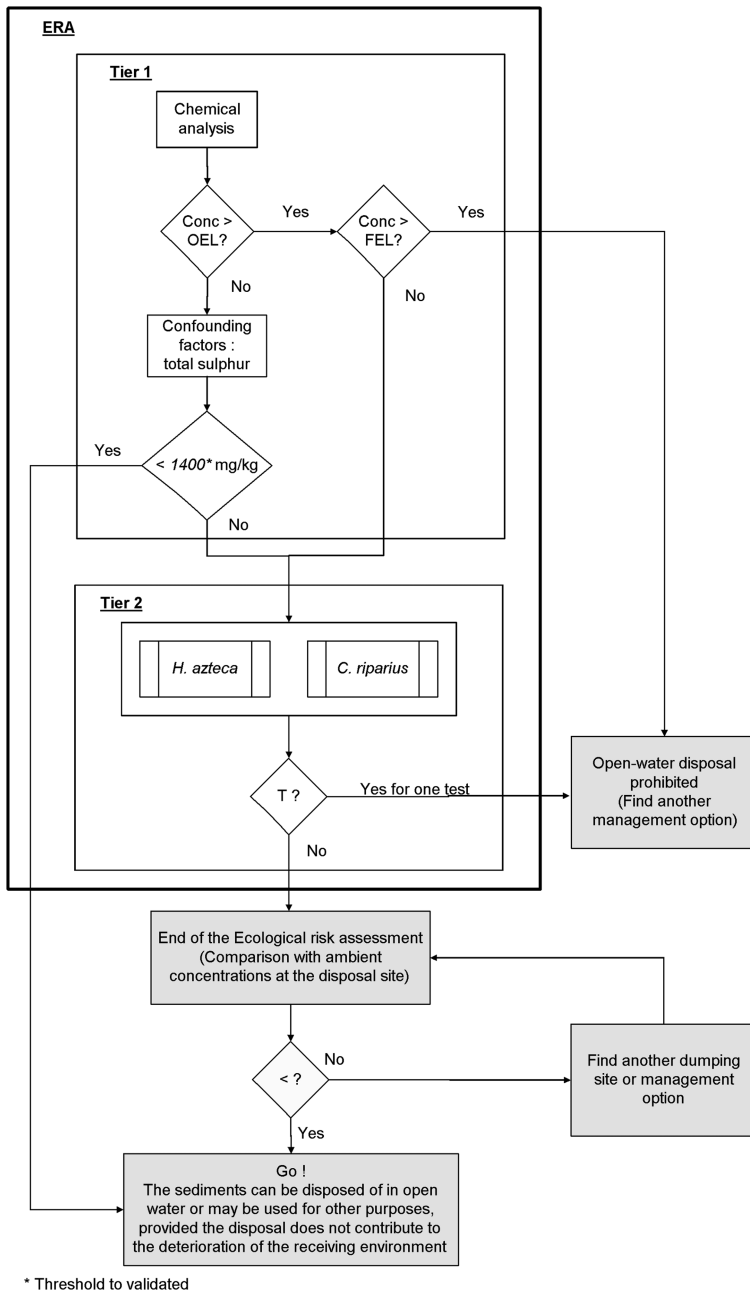 ERA
Tier 1
Chemical
analysis
Conc >
OEL?
Yes
Conc >
FEL?
Yes
No
No
Confounding
factors :
total sulphur
Yes
< 1400* mg/kg
No
Tier 2
H. azteca
C. riparius
T ?
Yes for one test
No
Open-water disposal
prohibited
(Find another
management option)
End of the Ecological risk assessment
(Comparison with ambient
concentrations at the disposal site)
< ?
No
Yes
Find another dumping
site or management
option
Go !
The sediments can be disposed of in open
water or may be used for other purposes,
provided the disposal does not contribute to
the deterioration of the receiving environment
* Threshold to validated